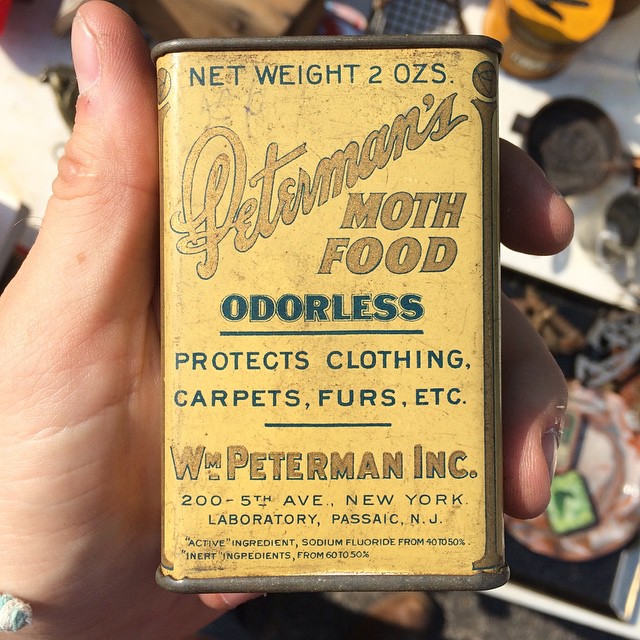 NET WEIGHT 2 OZS.
Peterman's
MOTH
FOOD
ODORLESS
PROTECTS CLOTHING,
CARPETS, FURS, ETC.
WM PETERMAN INC.
200-5TH AVE., NEW YORK.
LABORATORY, PASSAIC, N.J.
"ACTIVE" INGREDIENT, SODIUM FLUORIDE FROM 40 TO 50%
"INERT" INGREDIENTS, FROM 60 TO 50%